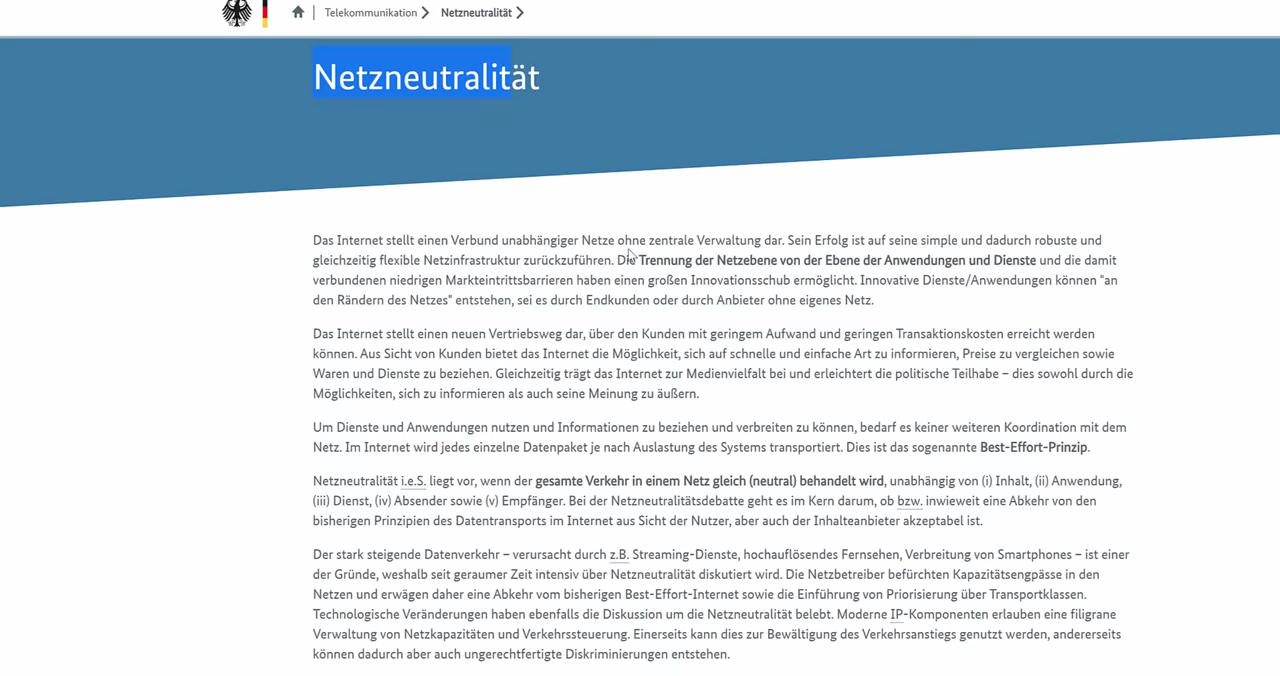 Telekommunikation
Netzneutralität
Netzneutralität
Das Internet stellt einen Verbund unabhängiger Netze ohne zentrale Verwaltung dar. Sein Erfolg ist auf seine simple und dadurch robuste und
gleichzeitig flexible Netzinfrastruktur zurückzuführen. Die Trennung der Netzebene von der Ebene der Anwendungen und Dienste und die damit
verbundenen niedrigen Markteintrittsbarrieren haben einen großen Innovationsschub ermöglicht. Innovative Dienste/Anwendungen können "an
den Rändern des Netzes" entstehen, sei es durch Endkunden oder durch Anbieter ohne eigenes Netz.
Das Internet stellt einen neuen Vertriebsweg dar, über den Kunden mit geringem Aufwand und geringen Transaktionskosten erreicht werden
können. Aus Sicht von Kunden bietet das Internet die Möglichkeit, sich auf schnelle und einfache Art zu informieren, Preise zu vergleichen sowie
Waren und Dienste zu beziehen. Gleichzeitig trägt das Internet zur Medienvielfalt bei und erleichtert die politische Teilhabe – dies sowohl durch die
Möglichkeiten, sich zu informieren als auch seine Meinung zu äußern.
Um Dienste und Anwendungen nutzen und Informationen zu beziehen und verbreiten zu können, bedarf es keiner weiteren Koordination mit dem
Netz. Im Internet wird jedes einzelne Datenpaket je nach Auslastung des Systems transportiert. Dies ist das sogenannte Best-Effort-Prinzip.
Netzneutralität i.e.S. liegt vor, wenn der gesamte Verkehr in einem Netz gleich (neutral) behandelt wird, unabhängig von (i) Inhalt, (ii) Anwendung,
(iii) Dienst, (iv) Absender sowie (v) Empfänger. Bei der Netzneutralitätsdebatte geht es im Kern darum, ob bzw. inwieweit eine Abkehr von den
bisherigen Prinzipien des Datentransports im Internet aus Sicht der Nutzer, aber auch der Inhalteanbieter akzeptabel ist.
Der stark steigende Datenverkehr – verursacht durch z.B. Streaming-Dienste, hochauflösendes Fernsehen, Verbreitung von Smartphones – ist einer
der Gründe, weshalb seit geraumer Zeit intensiv über Netzneutralität diskutiert wird. Die Netzbetreiber befürchten Kapazitätsengpässe in den
Netzen und erwägen daher eine Abkehr vom bisherigen Best-Effort-Internet sowie die Einführung von Priorisierung über Transportklassen.
Technologische Veränderungen haben ebenfalls die Diskussion um die Netzneutralität belebt. Moderne IP-Komponenten erlauben eine filigrane
Verwaltung von Netzkapazitäten und Verkehrssteuerung. Einerseits kann dies zur Bewältigung des Verkehrsanstiegs genutzt werden, andererseits
können dadurch aber auch ungerechtfertigte Diskriminierungen entstehen.